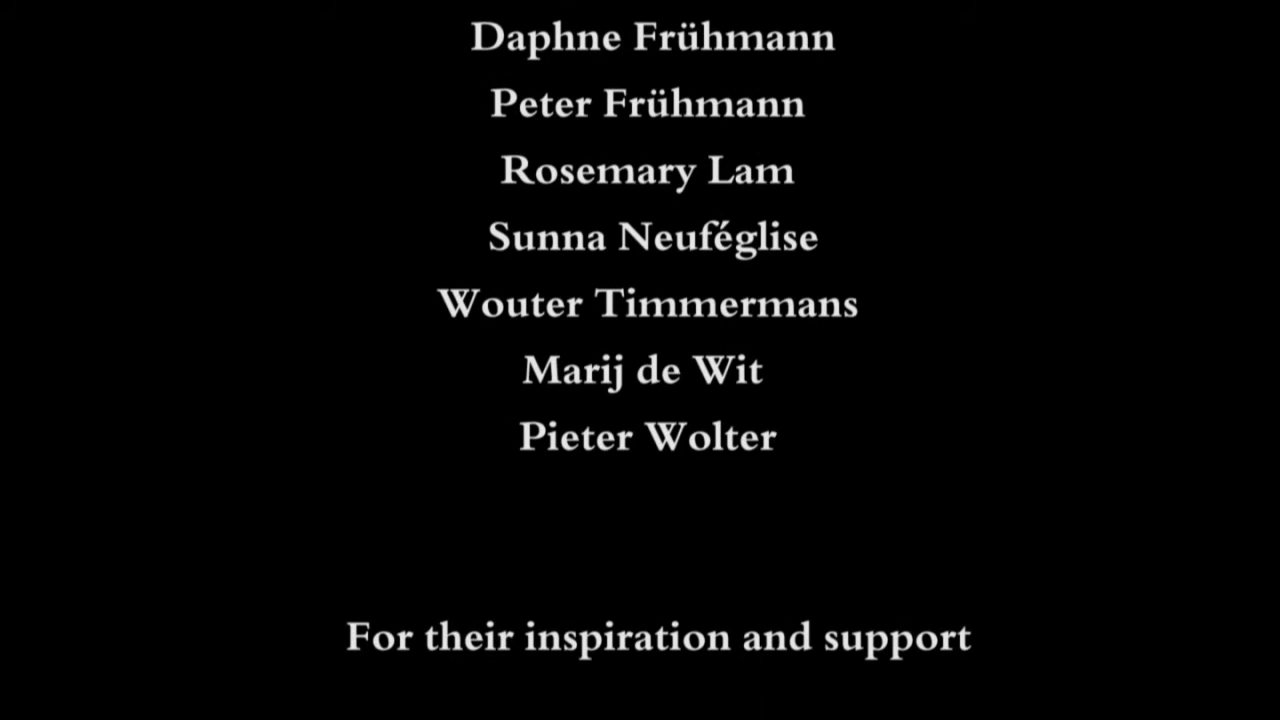 Daphne Frühmann
Peter Frühmann
Rosemary Lam
Sunna Neuféglise
Wouter Timmermans
Marij de Wit
Pieter Wolter
For their inspiration and support